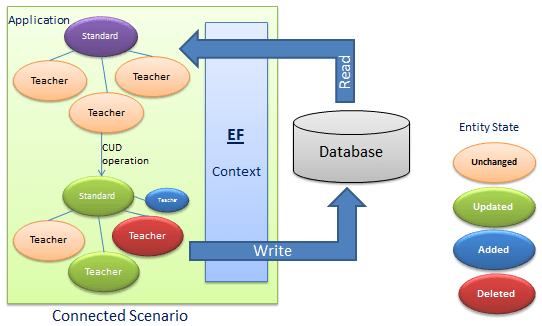 Application
Standard
Teacher
Teacher
Teacher
CUD
operation
Standard
Teacher
Teacher
Teacher
Teacher
EF
Context
Read
Database
Write
Entity State
Unchanged
Updated
Added
Deleted
Connected Scenario